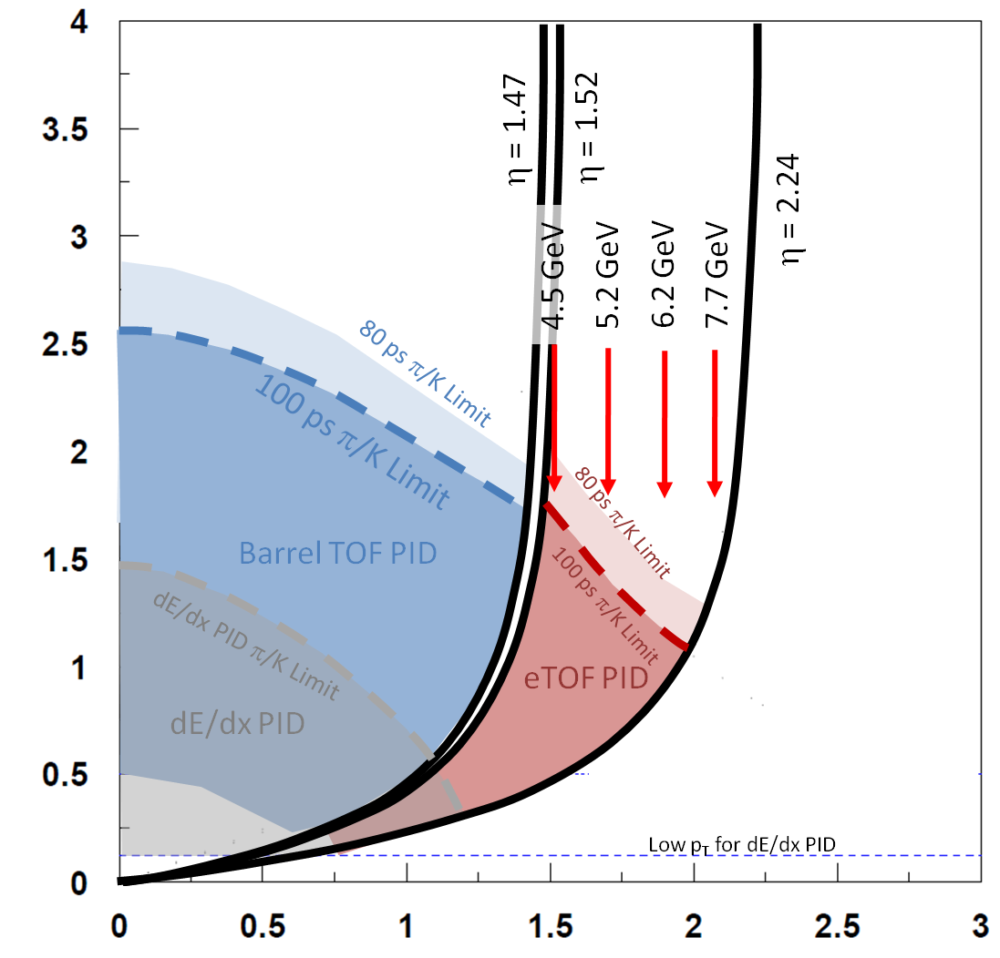 4
3.5
3
2.5
2
1.5
1
0.5
0
η = 1.47
η = 1.52
η = 2.24
4.5 GeV
5.2 GeV
6.2 GeV
7.7 GeV
80 ps π/K Limit
100 ps π/K Limit
Barrel TOF PID
dE/dx PID π/K Limit
dE/dx PID
80 ps π/K Limit
100 ps π/K Limit
eTOF PID
Low pT for dE/dx PID
0
0.5
1
1.5
2
2.5
3